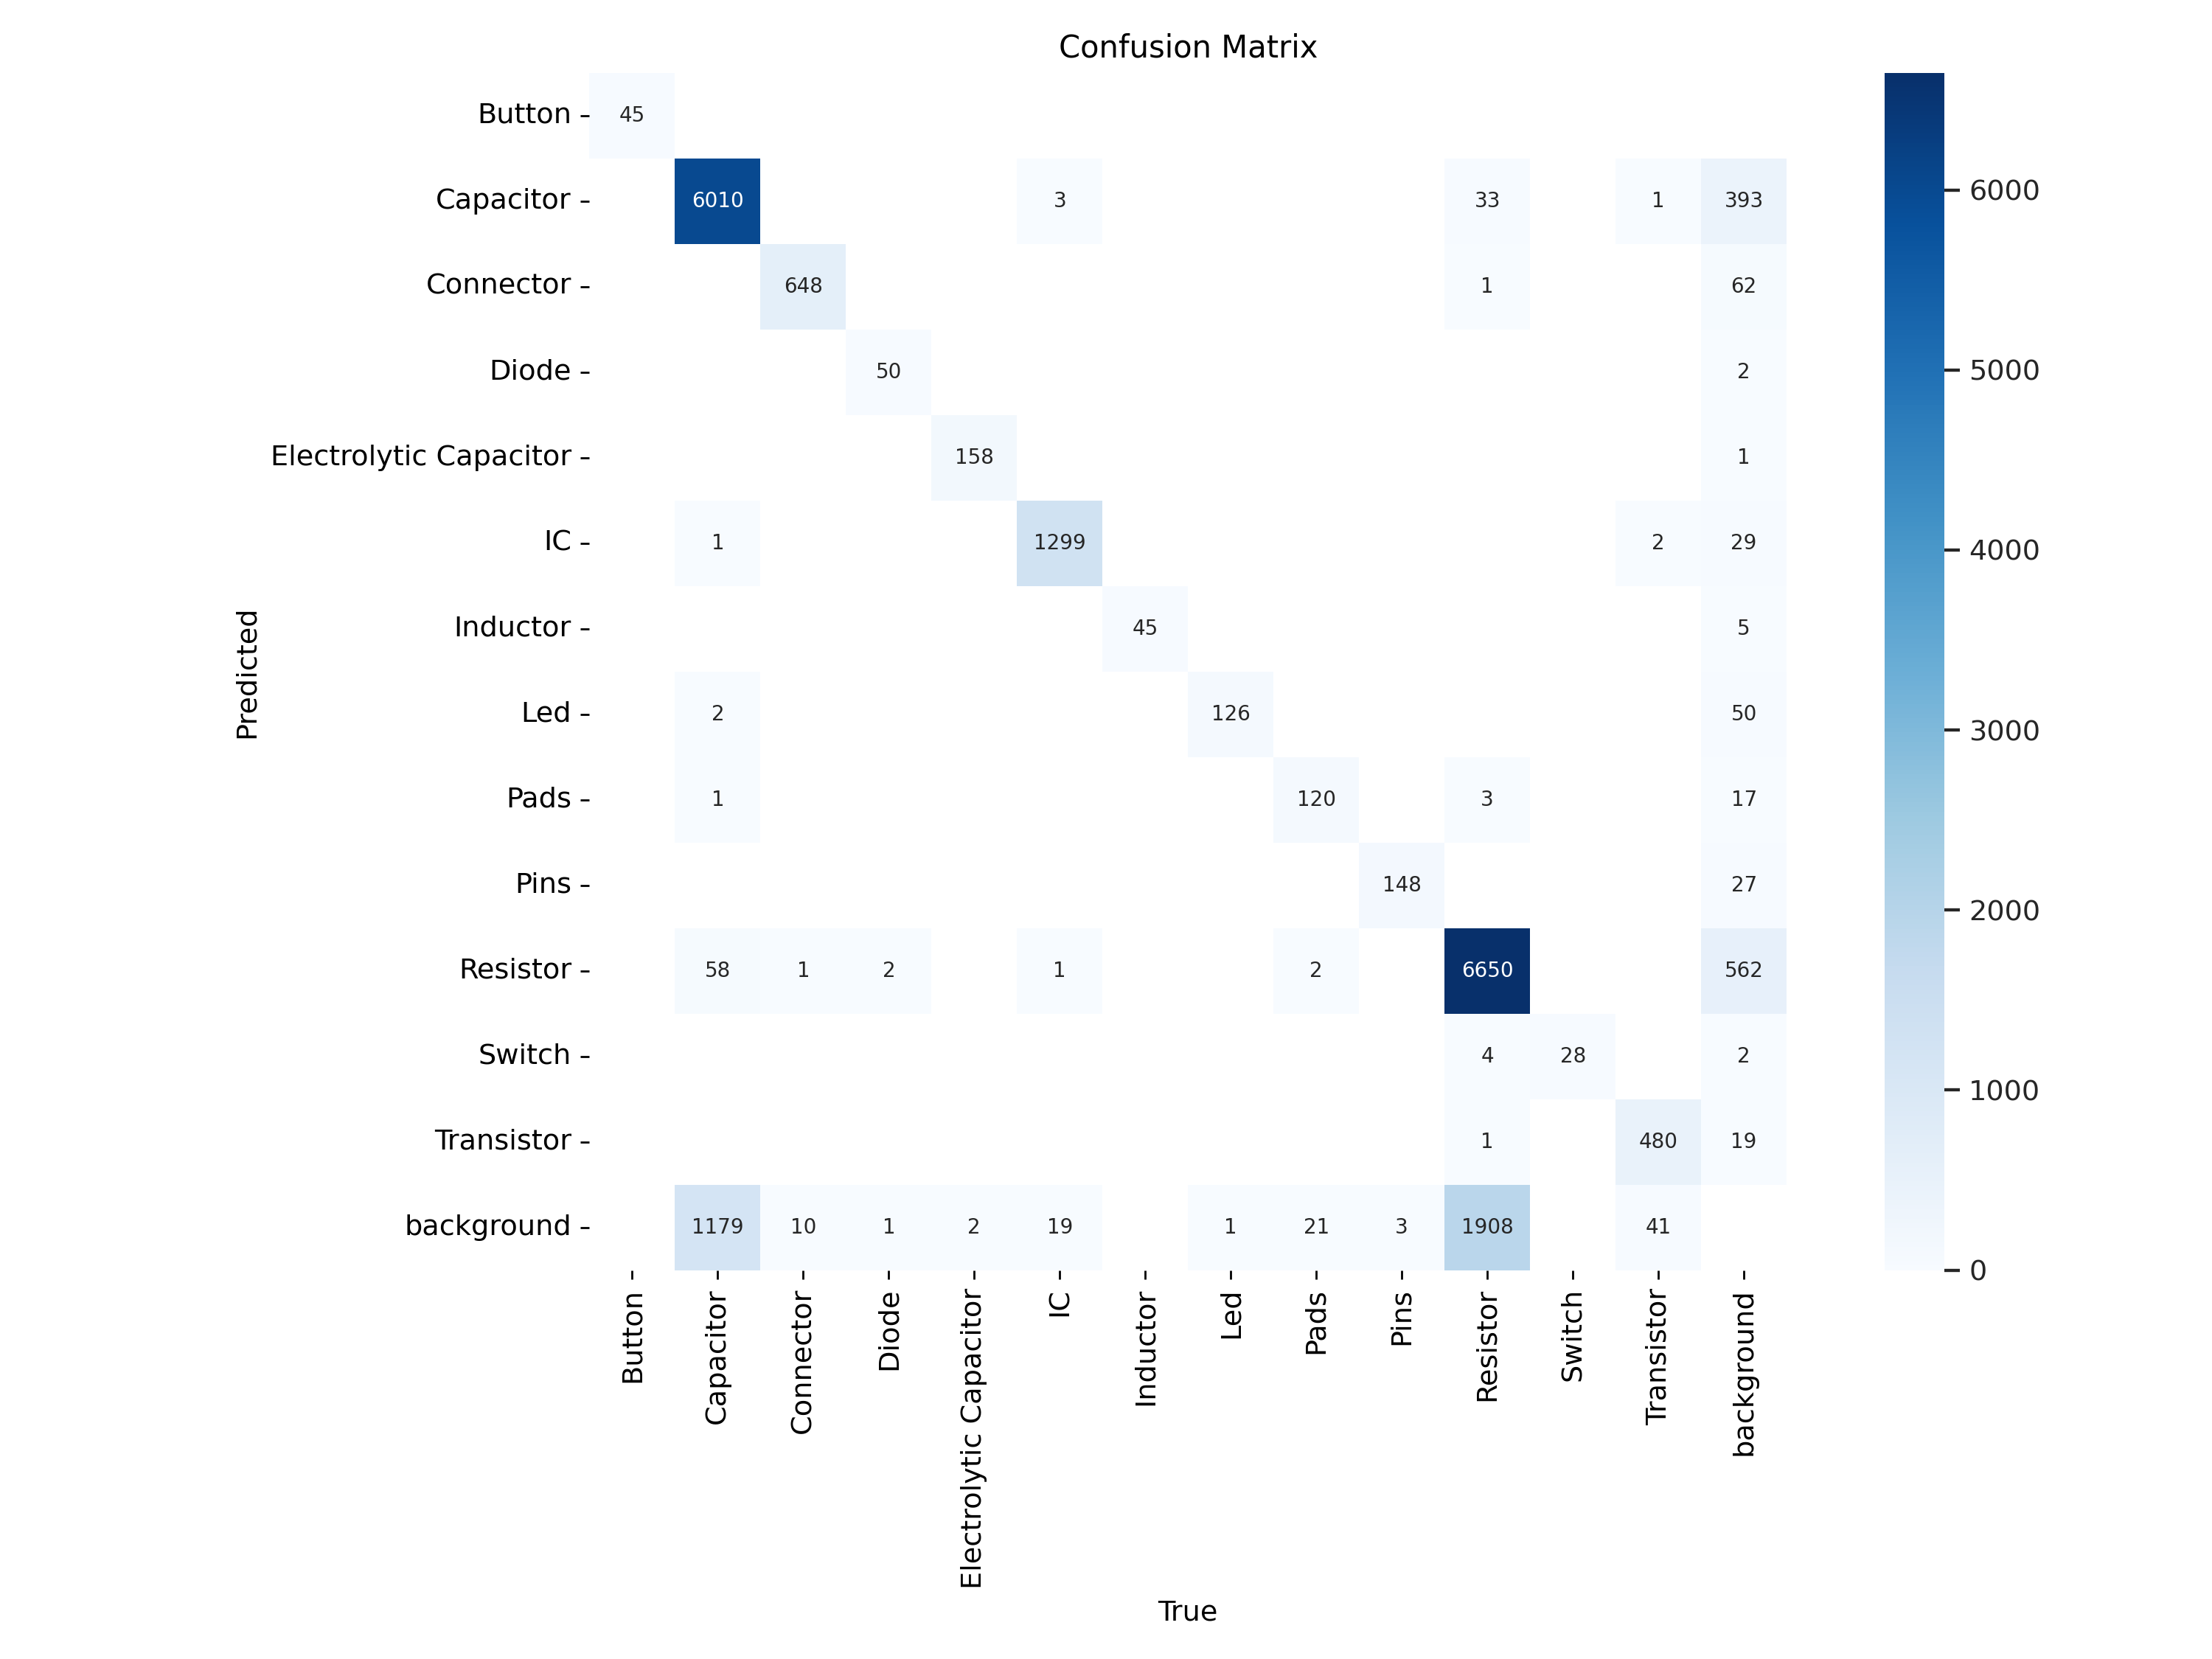 Confusion Matrix
Button 45
Capacitor 6010 3 33 1 393
Connector 648 1 62
Diode 50 2
Electrolytic Capacitor 158 1
IC 1 1299 2 29
Inductor 45 5
Led 2 126 50
Pads 1 120 3 17
Pins 148 27
Resistor 58 1 2 1 2 6650 562
Switch 4 28 2
Transistor 1 480 19
background 1179 10 1 2 19 1 21 3 1908 41
Predicted
Button
Capacitor
Connector
Diode
Electrolytic Capacitor
IC
Inductor
Led
Pads
Pins
Resistor
Switch
Transistor
background
True
6000
5000
4000
3000
2000
1000
0